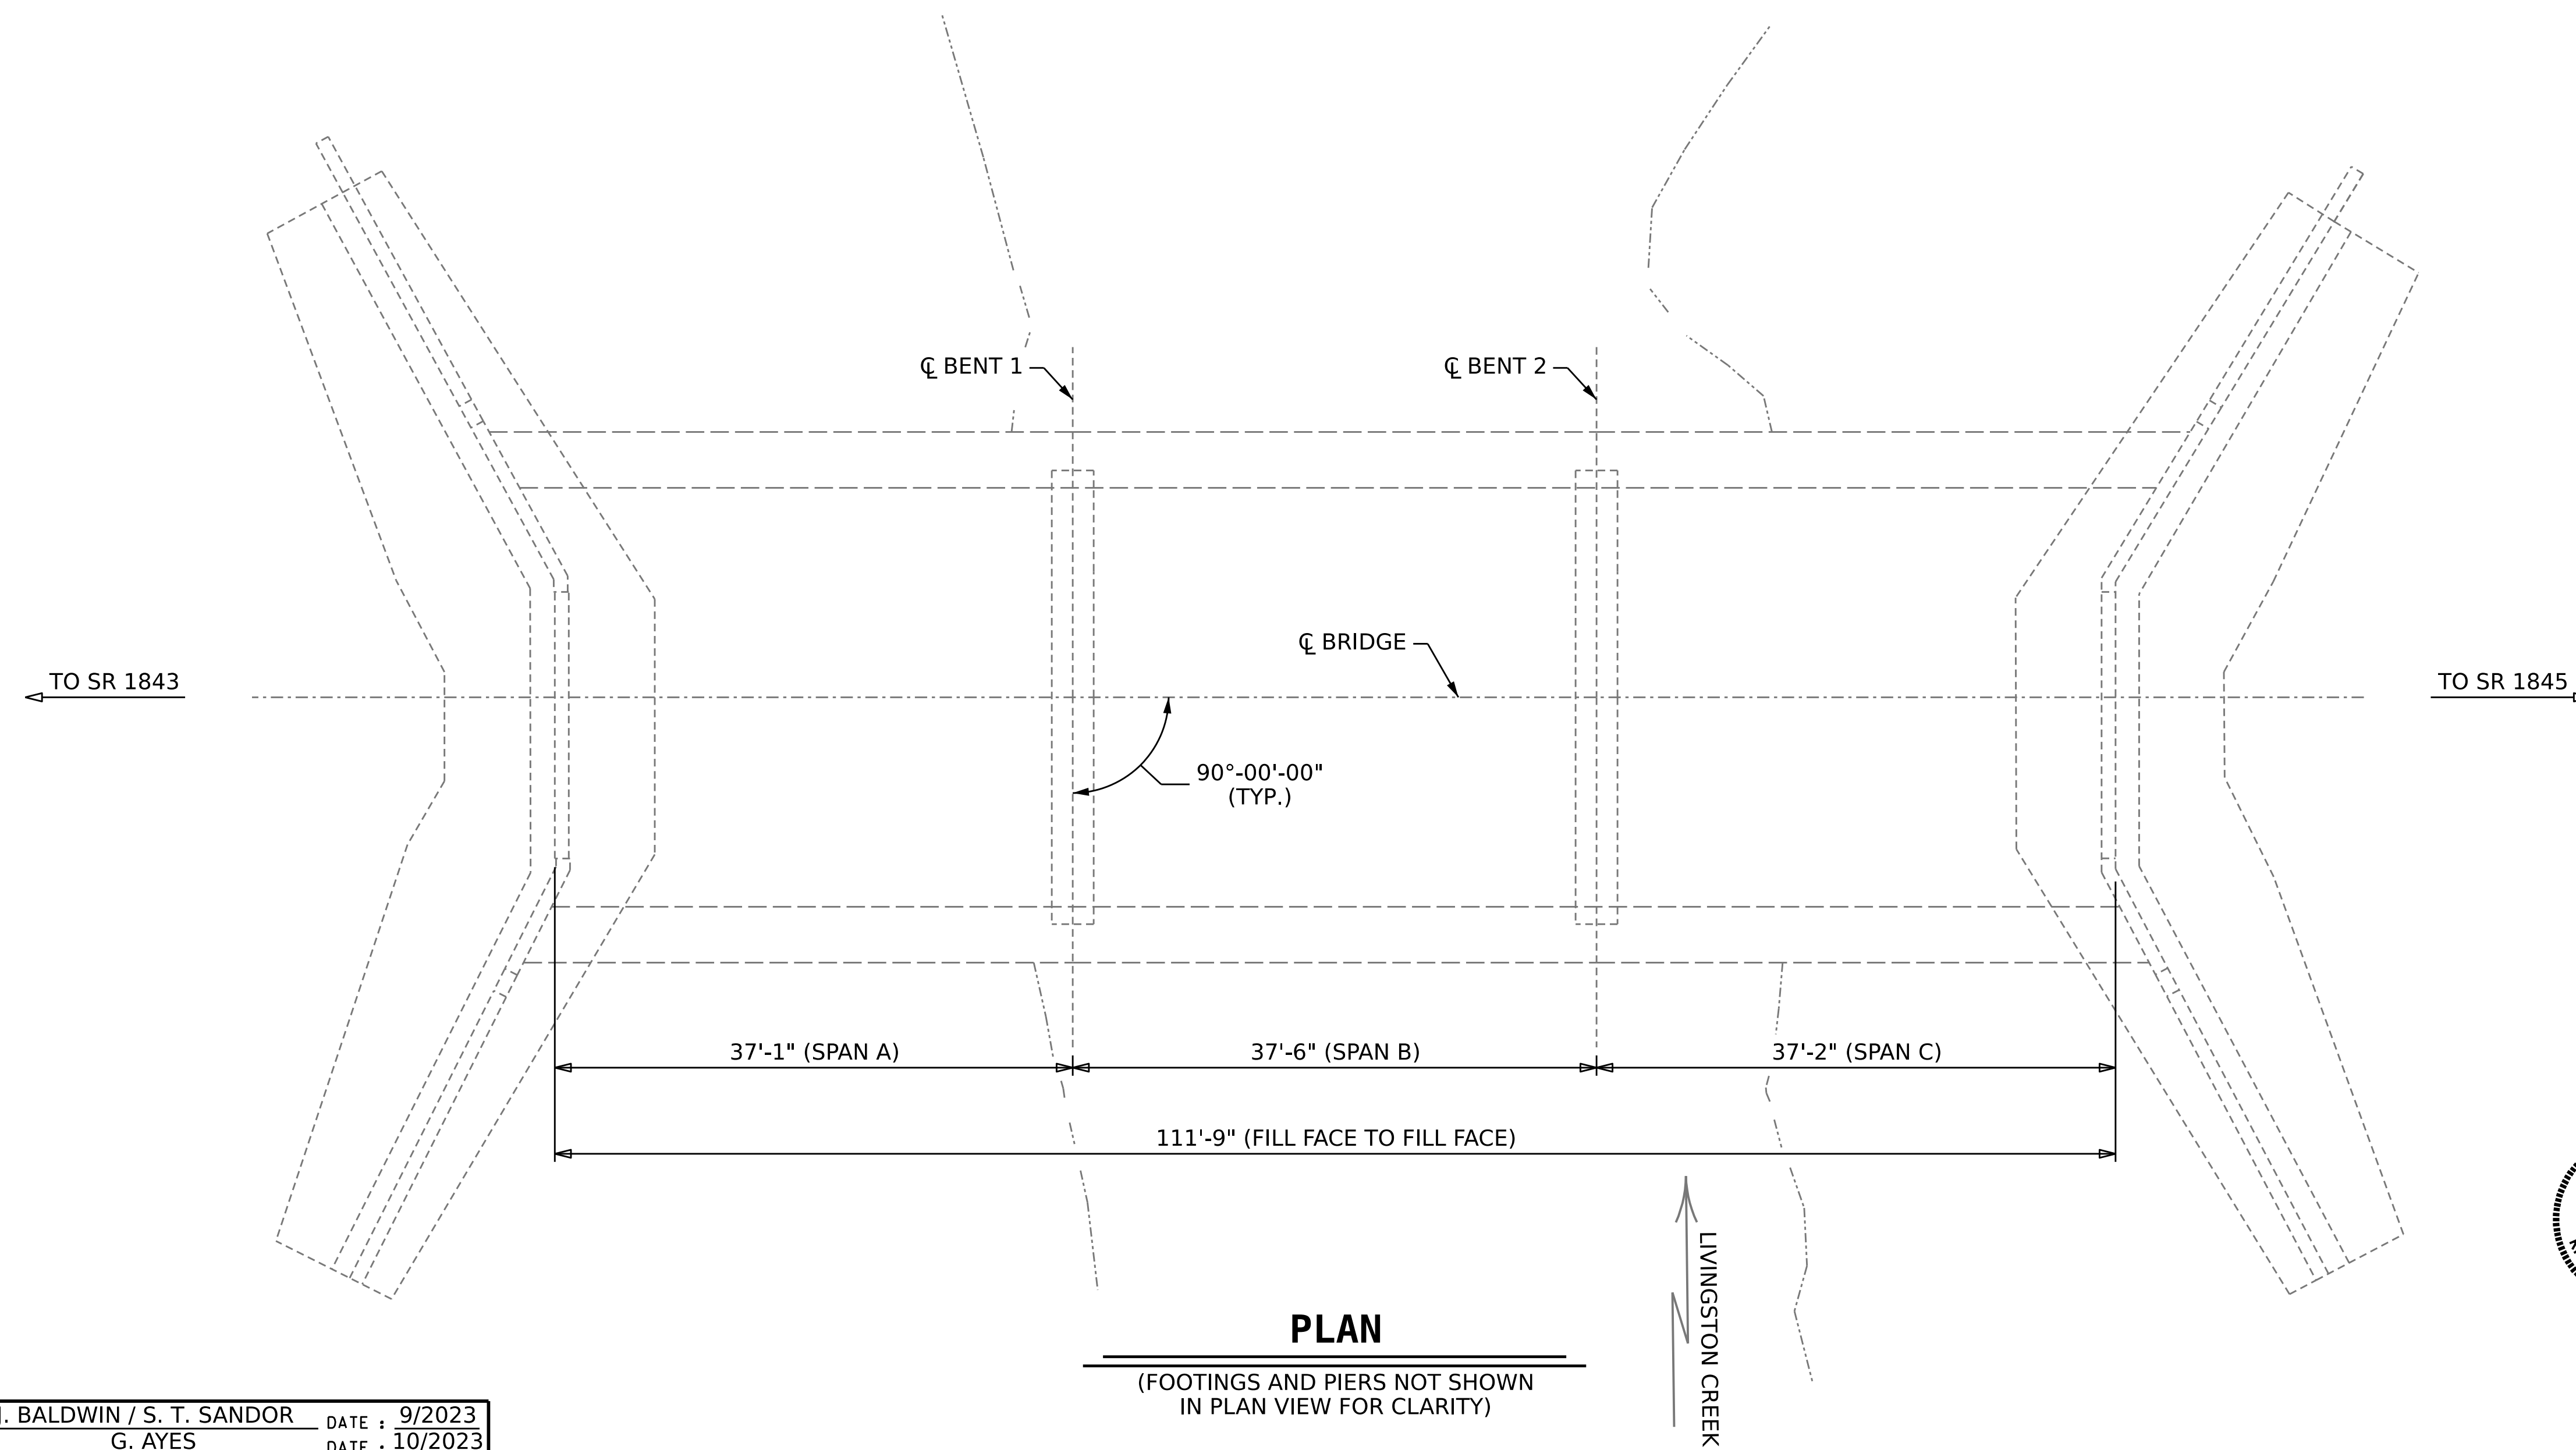 ℄ BENT 1
℄ BENT 2
℄ BRIDGE
TO SR 1843
TO SR 1845
90°-00'-00"
(TYP.)
37'-1" (SPAN A)
37'-6" (SPAN B)
37'-2" (SPAN C)
111'-9" (FILL FACE TO FILL FACE)
LIVINGSTON CREEK
PLAN
(FOOTINGS AND PIERS NOT SHOWN
IN PLAN VIEW FOR CLARITY)
. BALDWIN / S. T. SANDOR DATE : 9/2023
G. AYES DATE : 10/2023